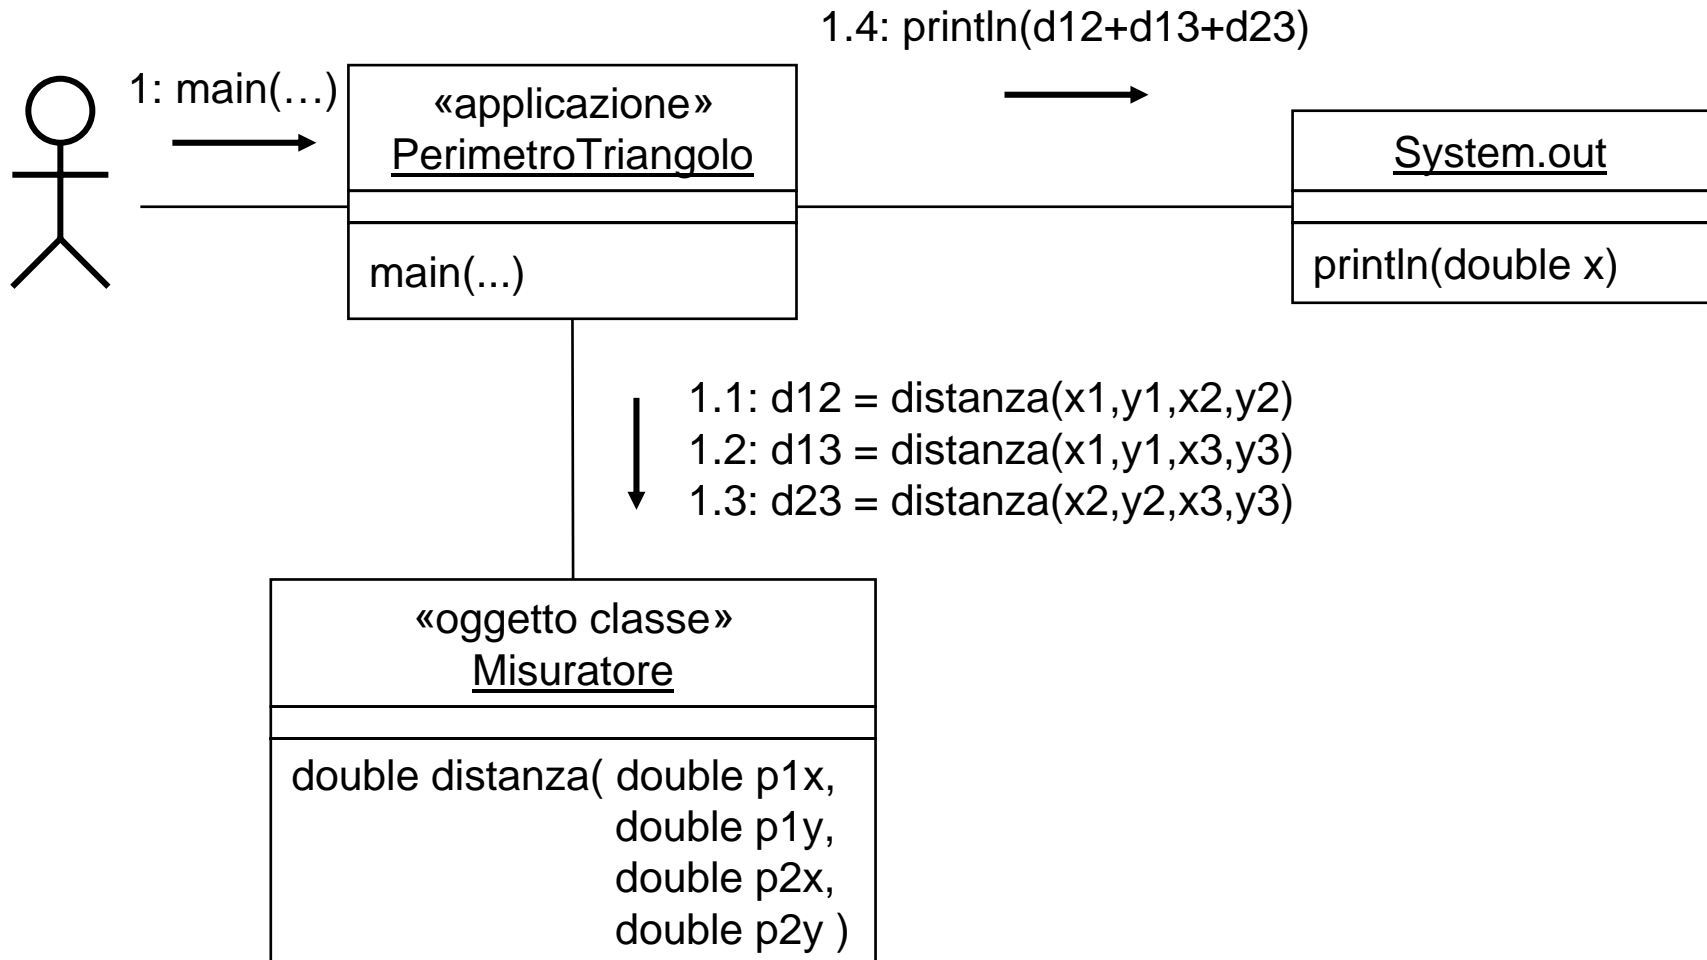 1.4: println(d12+d13+d23)
1: main(…)
«applicazione»
PerimetroTriangolo
main(...)
System.out
println(double x)
1.1: d12 = distanza(x1,y1,x2,y2)
1.2: d13 = distanza(x1,y1,x3,y3)
1.3: d23 = distanza(x2,y2,x3,y3)
«oggetto classe»
Misuratore
double distanza( double p1x,
double p1y,
double p2x,
double p2y )